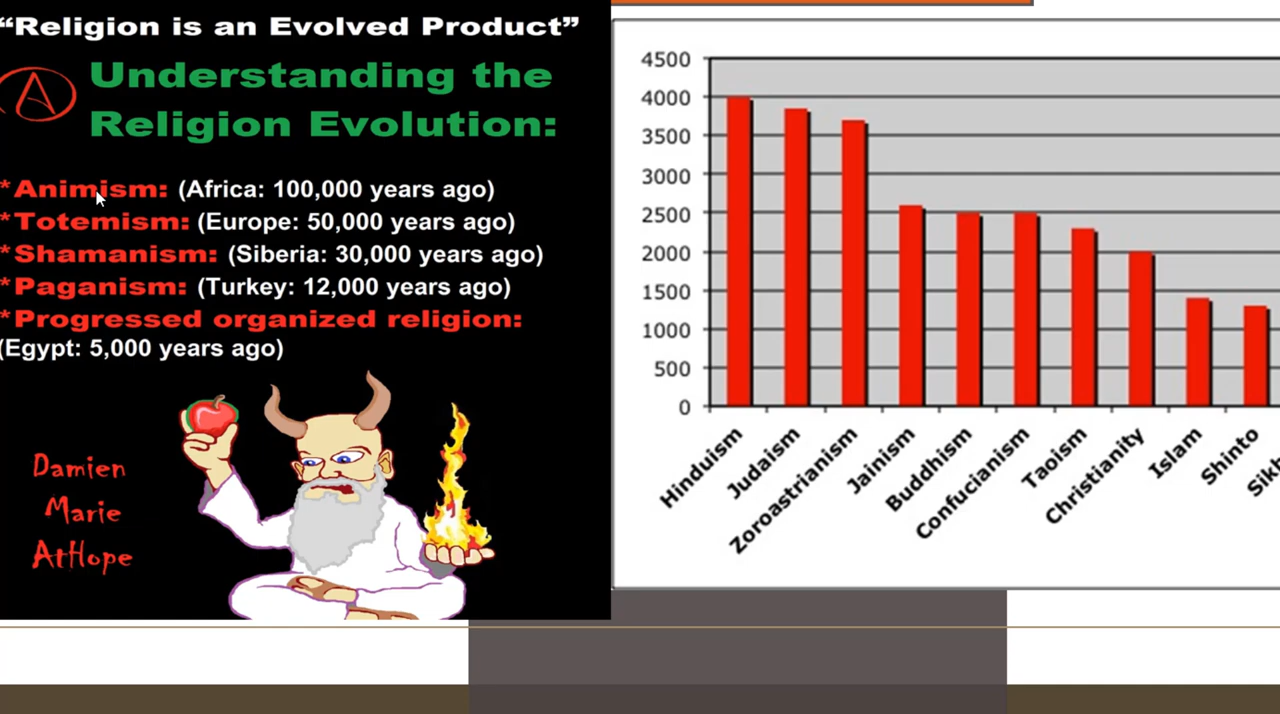 “Religion is an Evolved Product”
Understanding the
Religion Evolution:
*Animism: (Africa: 100,000 years ago)
*Totemism: (Europe: 50,000 years ago)
*Shamanism: (Siberia: 30,000 years ago)
*Paganism: (Turkey: 12,000 years ago)
*Progressed organized religion:
(Egypt: 5,000 years ago)
Damien
Marie
AtHope
4500
4000
3500
3000
2500
2000
1500
1000
500
0
Hinduism
Judaism
Zoroastrianism
Jainism
Buddhism
Confucianism
Taoism
Christianity
Islam
Shinto
Sikh